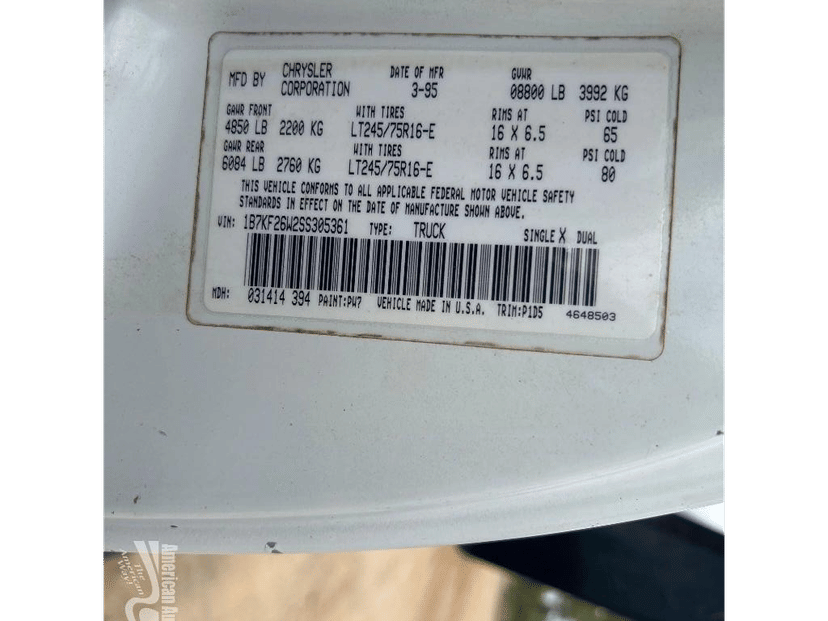 MFD BY CHRYSLER CORPORATION DATE OF MFR 3-95 GVWR 08800 LB 3992 KG
GAWR FRONT WITH TIRES RIMS AT PSI COLD
4850 LB 2200 KG LT245/75R16-E 16 X 6.5 65
GAWR REAR WITH TIRES RIMS AT PSI COLD
6084 LB 2760 KG LT245/75R16-E 16 X 6.5 80
THIS VEHICLE CONFORMS TO ALL APPLICABLE FEDERAL MOTOR VEHICLE SAFETY
STANDARDS IN EFFECT ON THE DATE OF MANUFACTURE SHOWN ABOVE.
VIN: 1B7KF26W2SS305361 TYPE: TRUCK SINGLE X DUAL
MDH: 031414 394 PAINT:PW7 VEHICLE MADE IN U.S.A. TRIM:P1D5 4648503
American Au